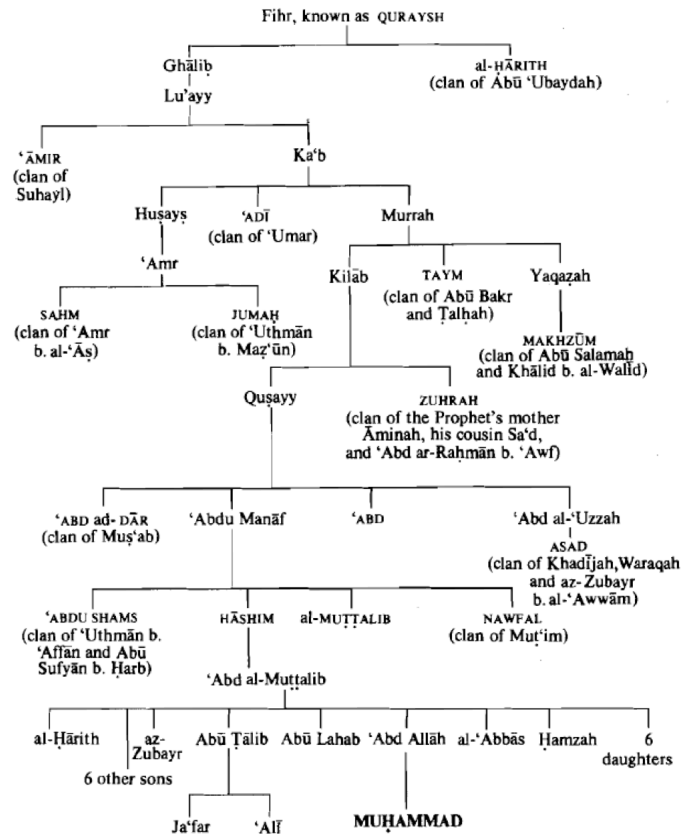 Fihr, known as QURAYSH
Ghālib
al-ḤĀRITH
(clan of Abū ‘Ubaydah)
Lu’ayy
‘ĀMIR
(clan of
Suhayl)
Ka‘b
Ḥuṣayṣ
‘ADĪ
(clan of ‘Umar)
Murrah
‘Amr
Kilāb
TAYM
(clan of Abū Bakr
and Ṭalḥah)
Yaqaẓah
SAHM
(clan of ‘Amr
b. al-‘Āṣ)
JUMAḤ
(clan of ‘Uthmān
b. Maẓ‘ūn)
MAKHZŪM
(clan of Abū Salamah
and Khālid b. al-Walīd)
Quṣayy
ZUHRAH
(clan of the Prophet's mother
Āminah, his cousin Sa‘d,
and ‘Abd ar-Raḥmān b. ‘Awf)
‘ABD ad-DĀR
(clan of Muṣ‘ab)
‘Abdu Manāf
‘ABD
‘Abd al-‘Uzzah
ASAD
(clan of Khadījah, Waraqah
and az-Zubayr
b. al-‘Awwām)
‘ABDU SHAMS
(clan of ‘Uthmān b.
‘Affān and Abū
Sufyān b. Ḥarb)
HĀSHIM
al-MUṬṬALIB
NAWFAL
(clan of Muṭ‘im)
‘Abd al-Muṭṭalib
al-Ḥārith
6 other sons
az-
Zubayr
Abū Ṭālib
Abū Lahab
‘Abd Allāh
al-‘Abbās
Ḥamzah
6
daughters
Ja‘far
‘Alī
MUḤAMMAD